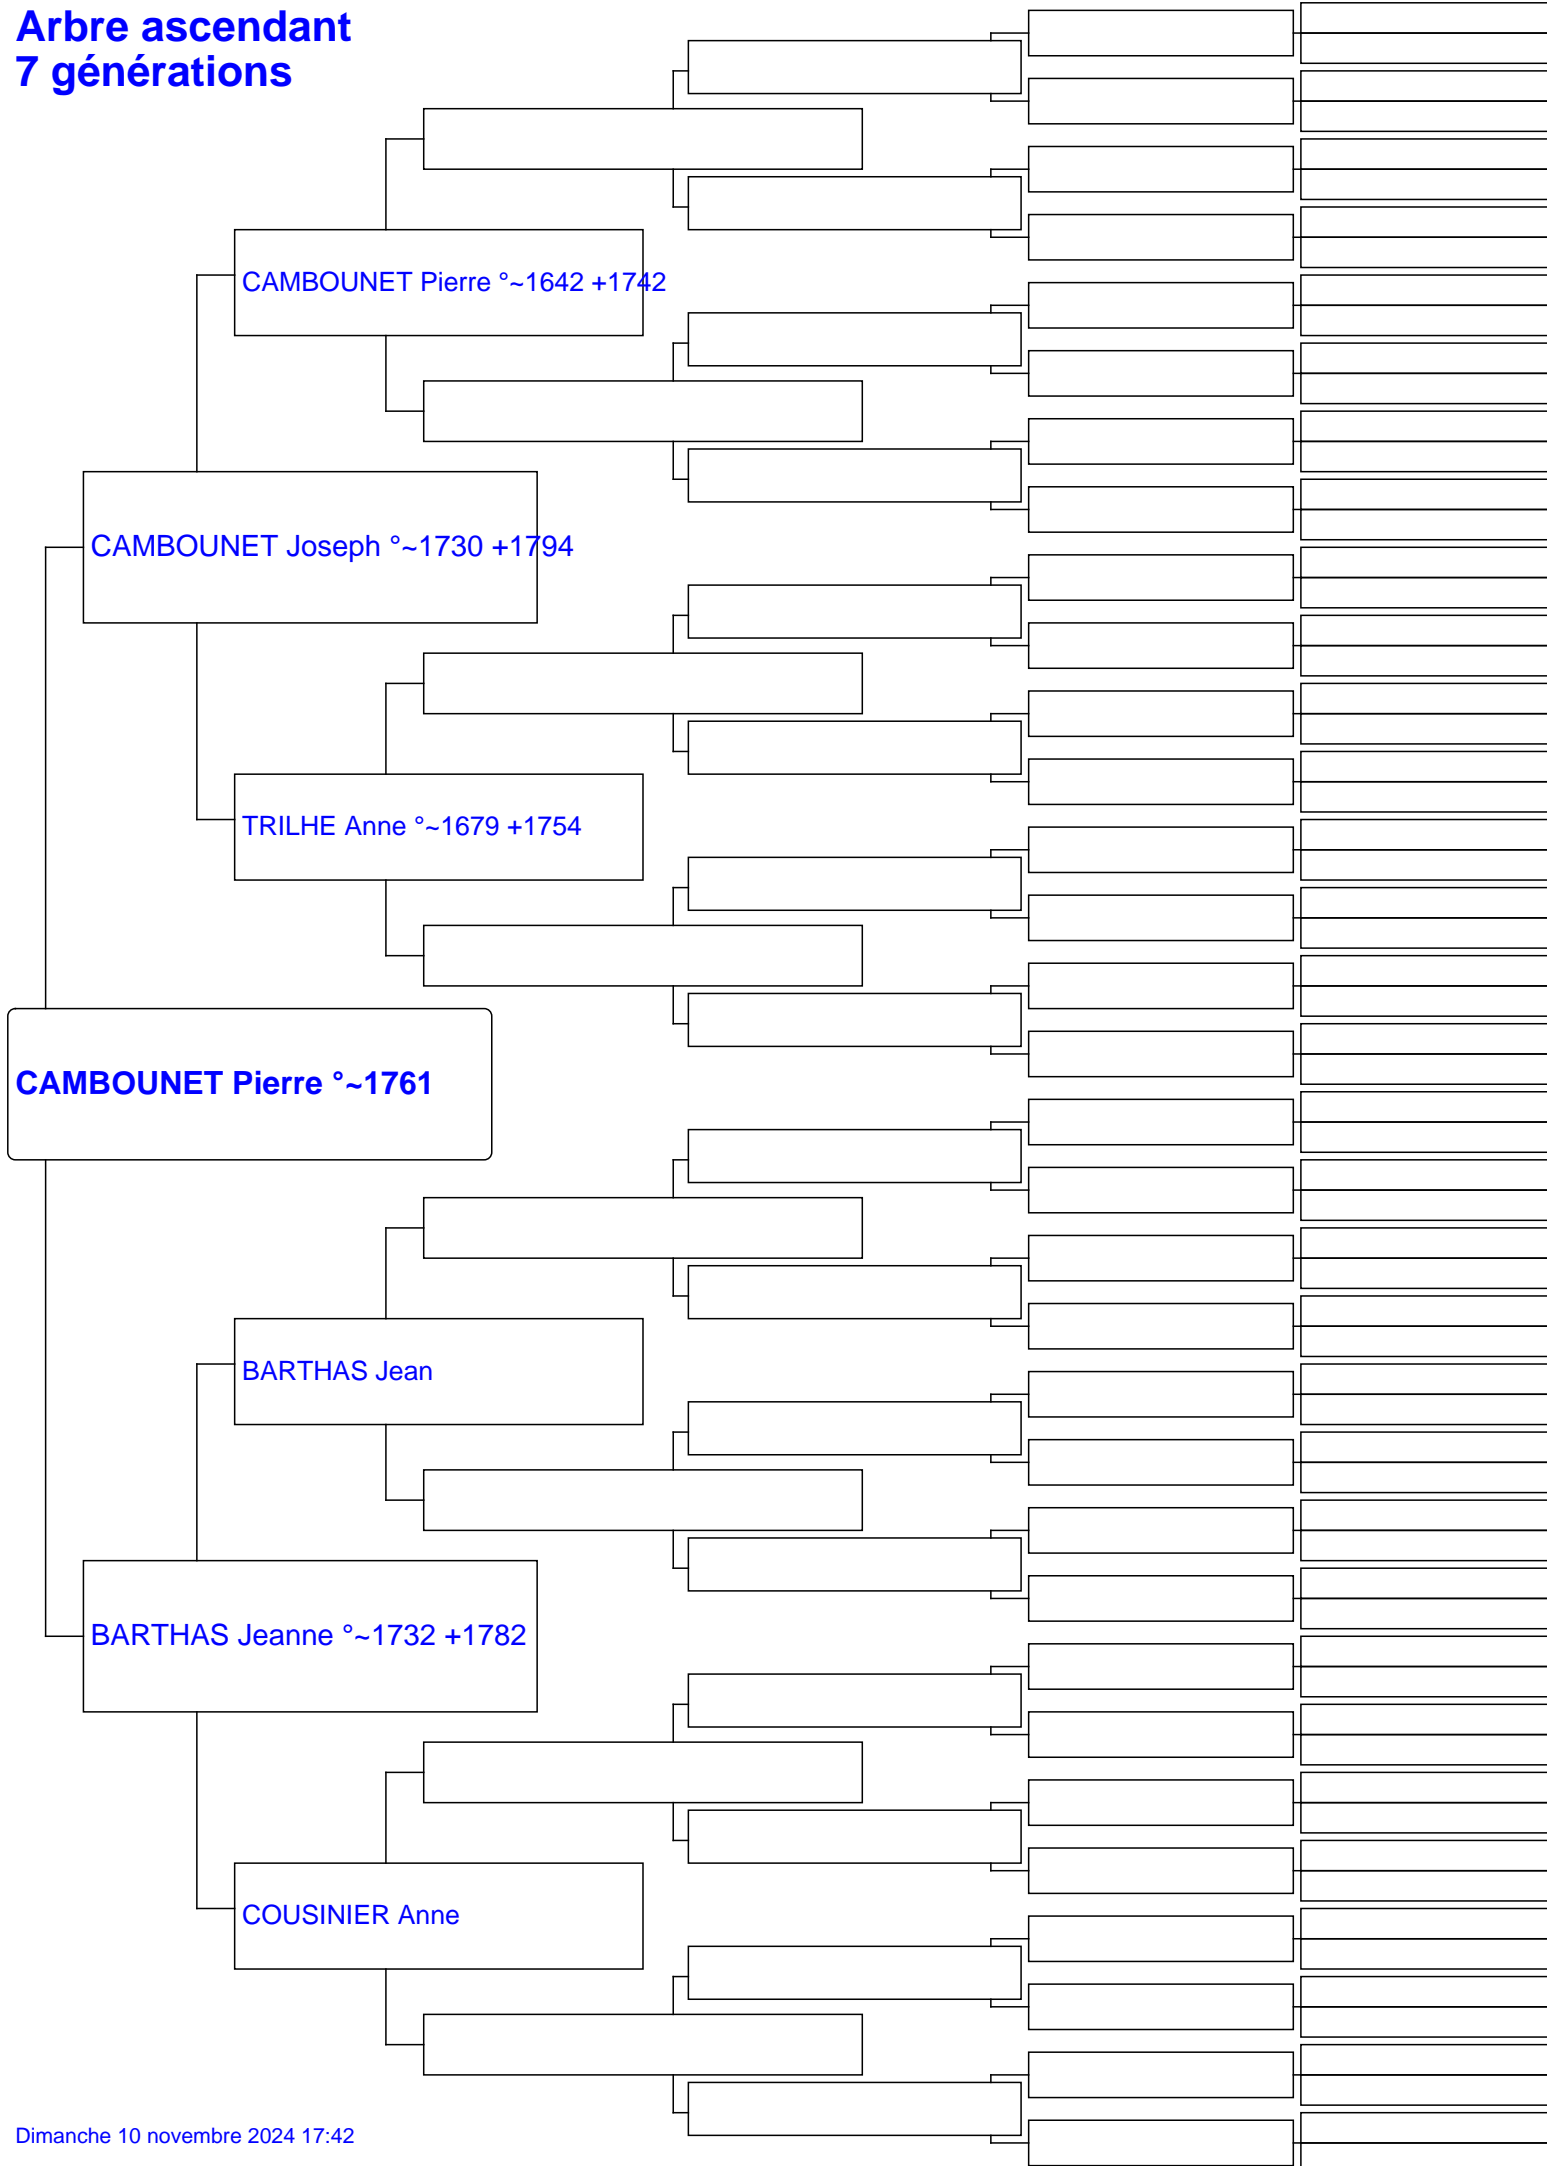 Arbre ascendant
7 générations
CAMBOUNET Pierre °~1642 +1742
CAMBOUNET Joseph °~1730 +1794
TRILHE Anne °~1679 +1754
CAMBOUNET Pierre °~1761
BARTHAS Jean
BARTHAS Jeanne °~1732 +1782
COUSINIER Anne
Dimanche 10 novembre 2024 17:42